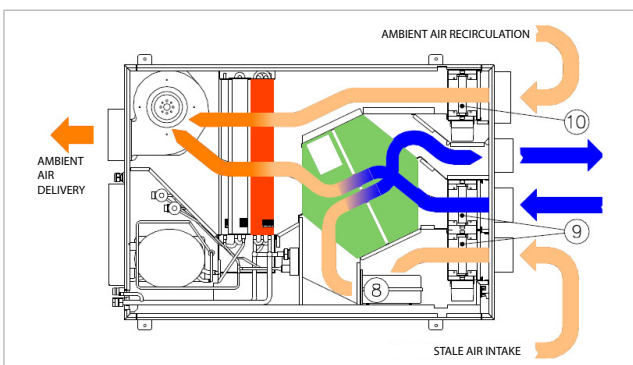 AMBIENT AIR RECIRCULATION
10
AMBIENT
AIR
DELIVERY
9
8
STALE AIR INTAKE